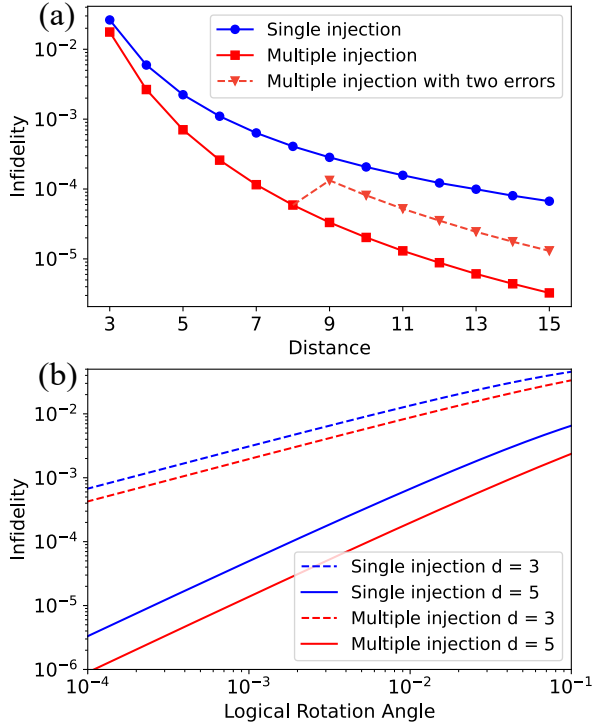 (a)
10⁻²
10⁻³
10⁻⁴
10⁻⁵
Infidelity
Single injection
Multiple injection
Multiple injection with two errors
3 5 7 9 11 13 15
Distance
(b)
10⁻²
10⁻³
10⁻⁴
10⁻⁵
10⁻⁶
Infidelity
Single injection d = 3
Single injection d = 5
Multiple injection d = 3
Multiple injection d = 5
10⁻⁴ 10⁻³ 10⁻² 10⁻¹
Logical Rotation Angle